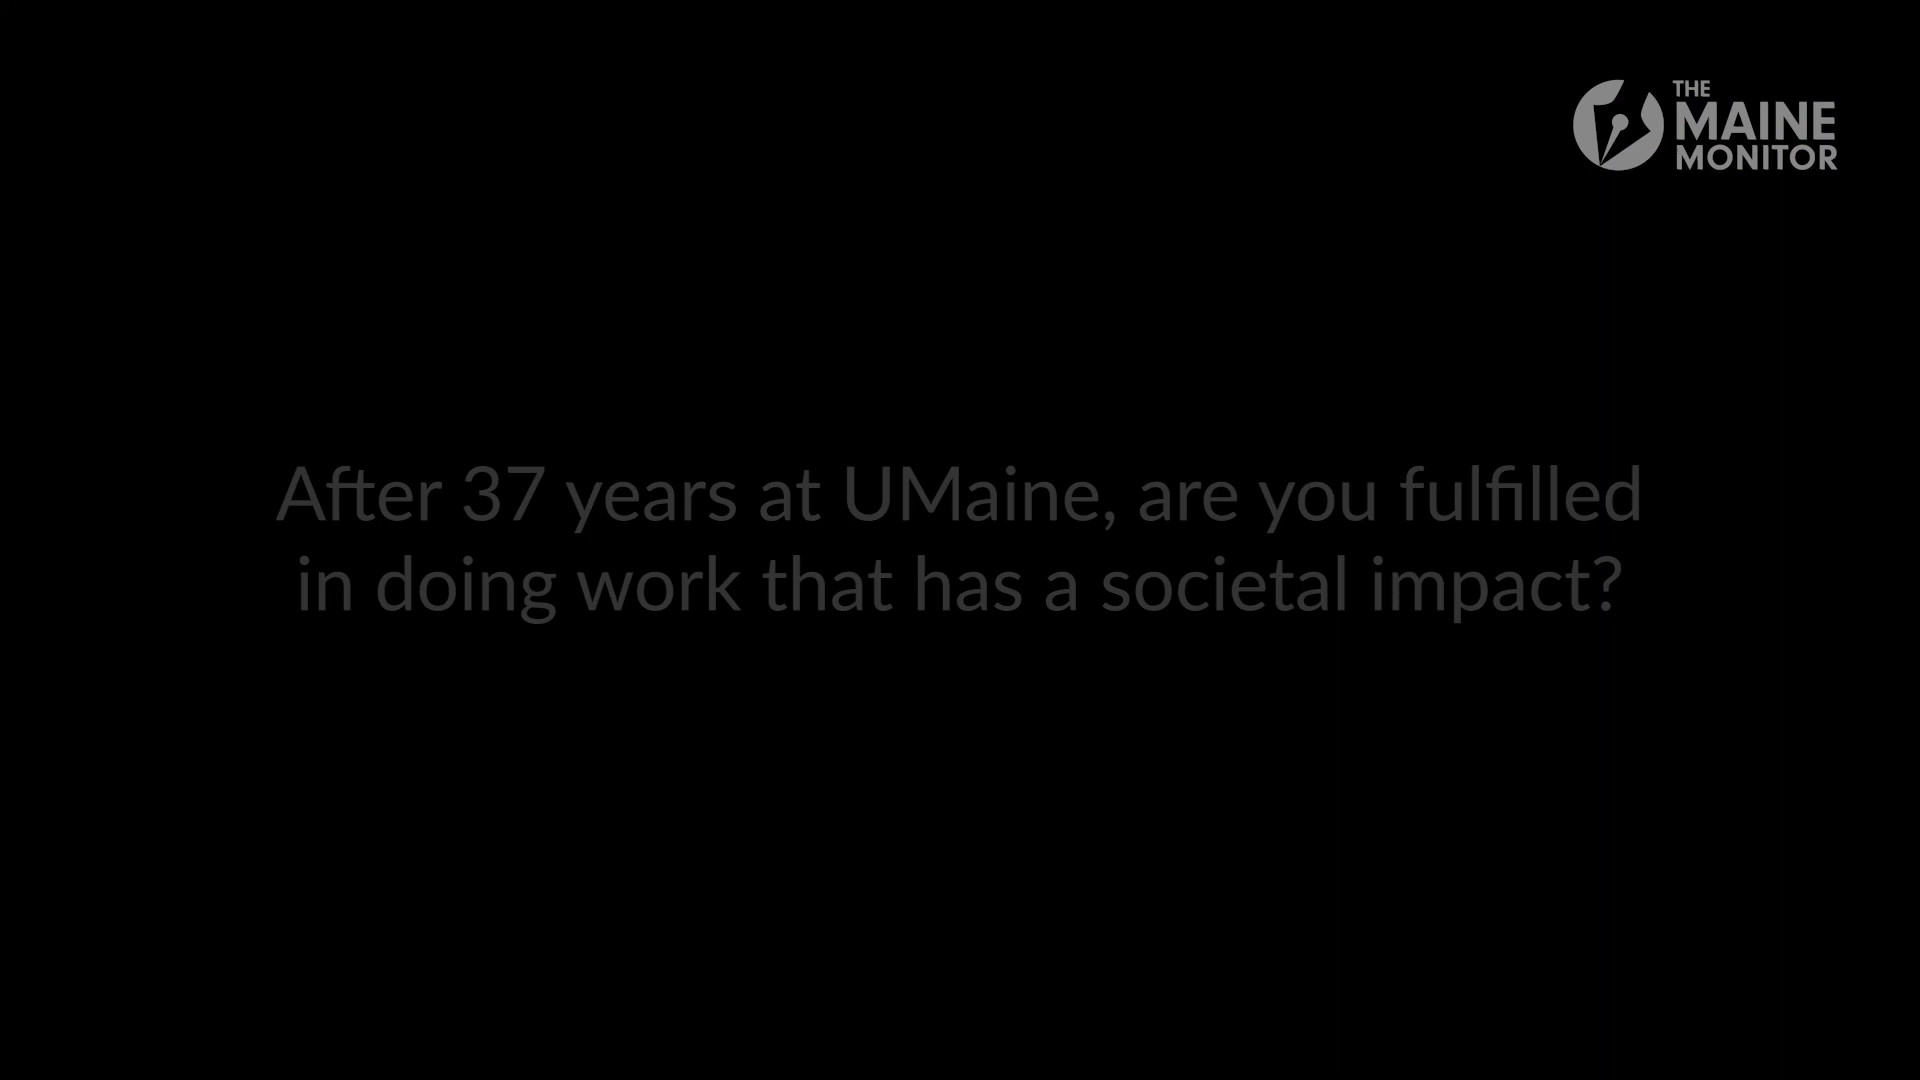 THE
MAINE
MONITOR
After 37 years at UMaine, are you fulfilled
in doing work that has a societal impact?